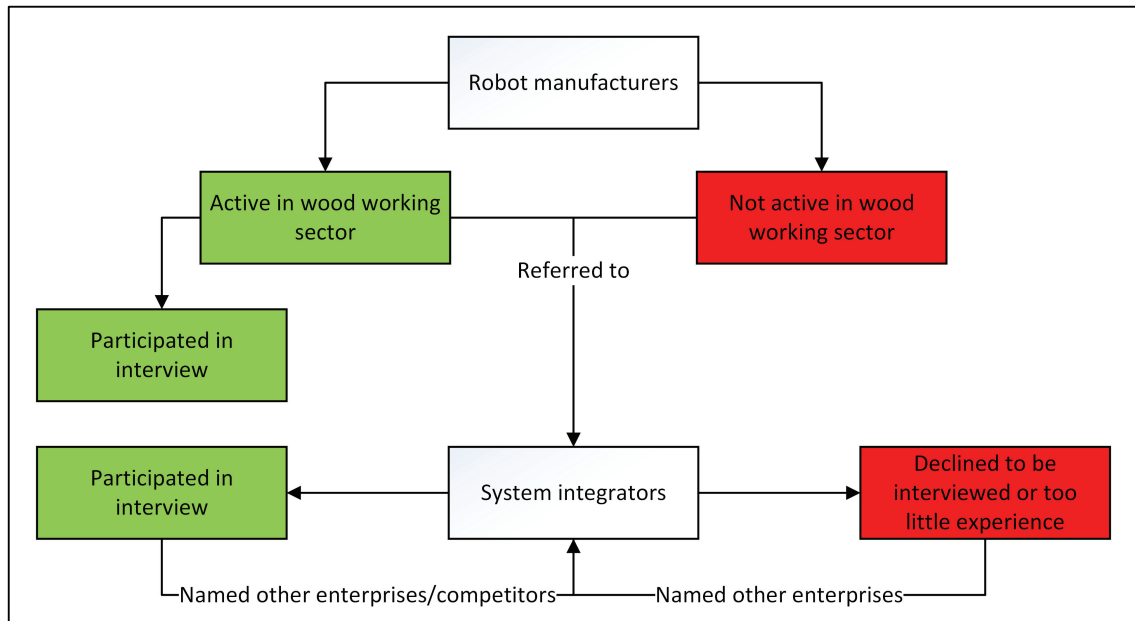 Robot manufacturers
Active in wood working
sector
Not active in wood
working sector
Referred to
Participated in
interview
Participated in
interview
System integrators
Declined to be
interviewed or too
little experience
Named other enterprises/competitors
Named other enterprises